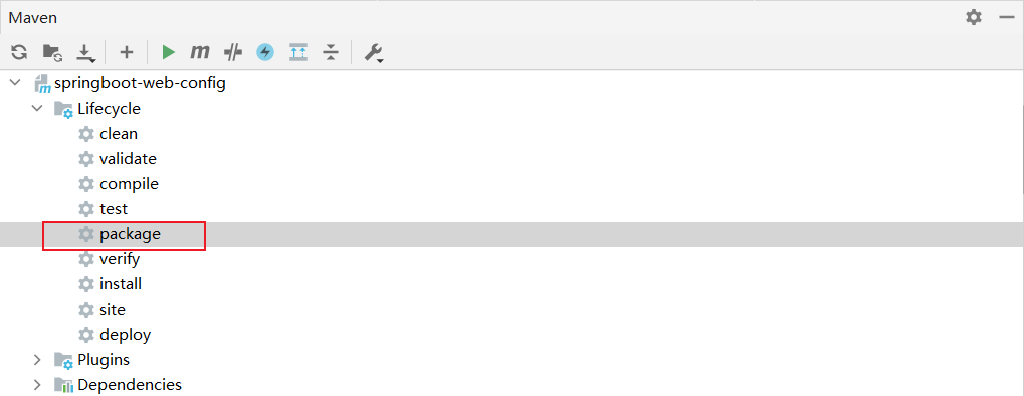 Maven
m
springboot-web-config
Lifecycle
clean
validate
compile
test
package
verify
install
site
deploy
Plugins
Dependencies